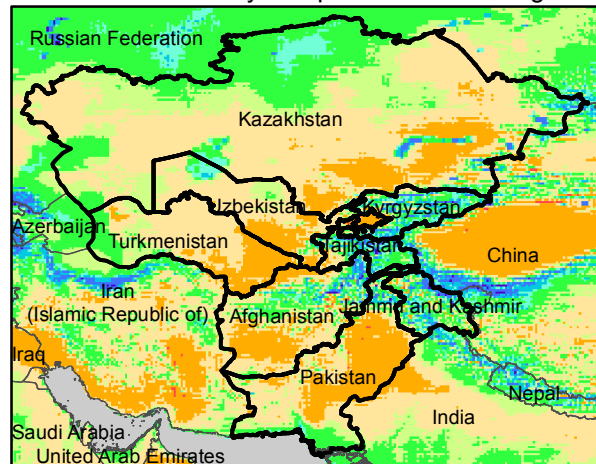 Russian Federation
Kazakhstan
Uzbekistan
Kyrgyzstan
Azerbaijan
Turkmenistan
Tajikistan
China
Iran
(Islamic Republic of)
Afghanistan
Jammu and Kashmir
Iraq
Pakistan
Nepal
India
Saudi Arabia
United Arab Emirates